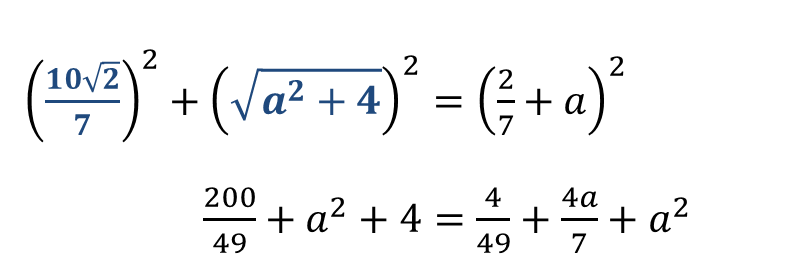 (10√2/7)² + (√(a² + 4))² = (2/7 + a)²
200/49 + a² + 4 = 4/49 + 4a/7 + a²